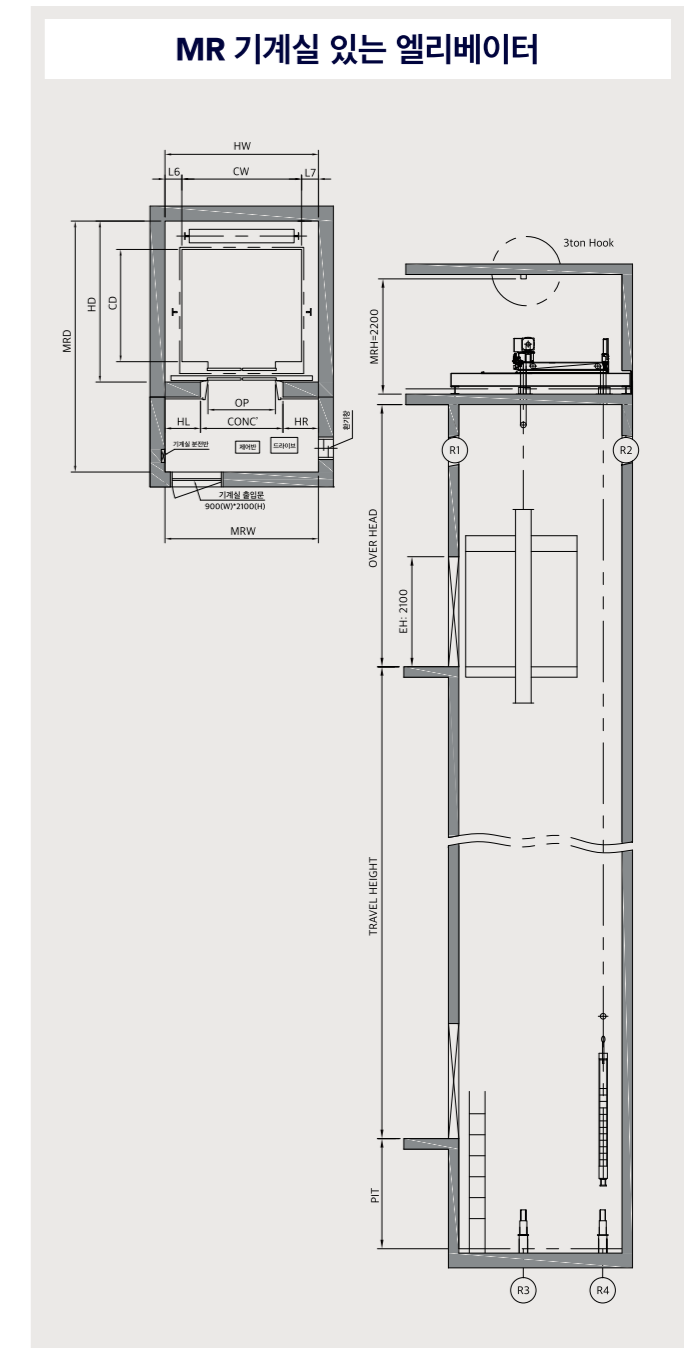 MR 기계실 있는 엘리베이터
HW
L6
CW
L7
MRD
HD
CD
OP
HL
CONC'
HR
환기창
기계실 분전반
제어반
드라이브
기계실 출입문
900(W)*2100(H)
MRW
3ton Hook
MRH=2200
R1
R2
OVER HEAD
EH: 2100
TRAVEL HEIGHT
PIT
R3
R4